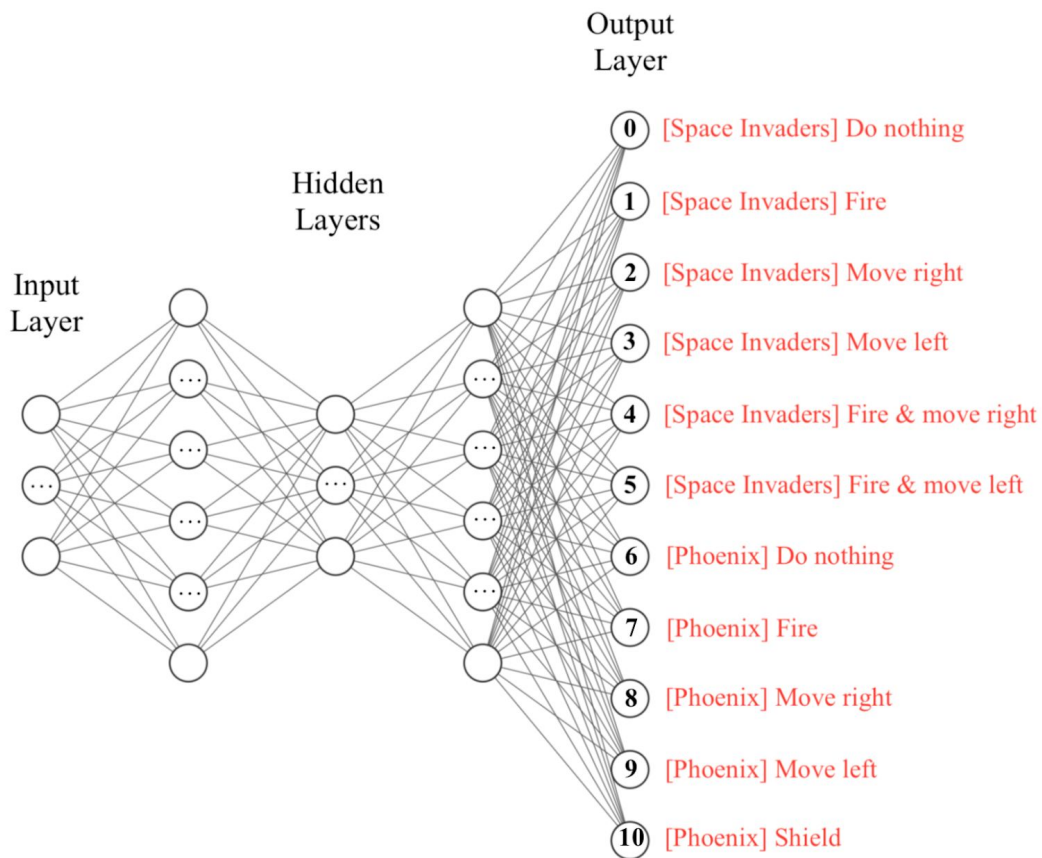 Output
Layer
Hidden
Layers
Input
Layer
0 [Space Invaders] Do nothing
1 [Space Invaders] Fire
2 [Space Invaders] Move right
3 [Space Invaders] Move left
4 [Space Invaders] Fire & move right
5 [Space Invaders] Fire & move left
6 [Phoenix] Do nothing
7 [Phoenix] Fire
8 [Phoenix] Move right
9 [Phoenix] Move left
10 [Phoenix] Shield
...
...
...
...
...
...
...
...
...
...